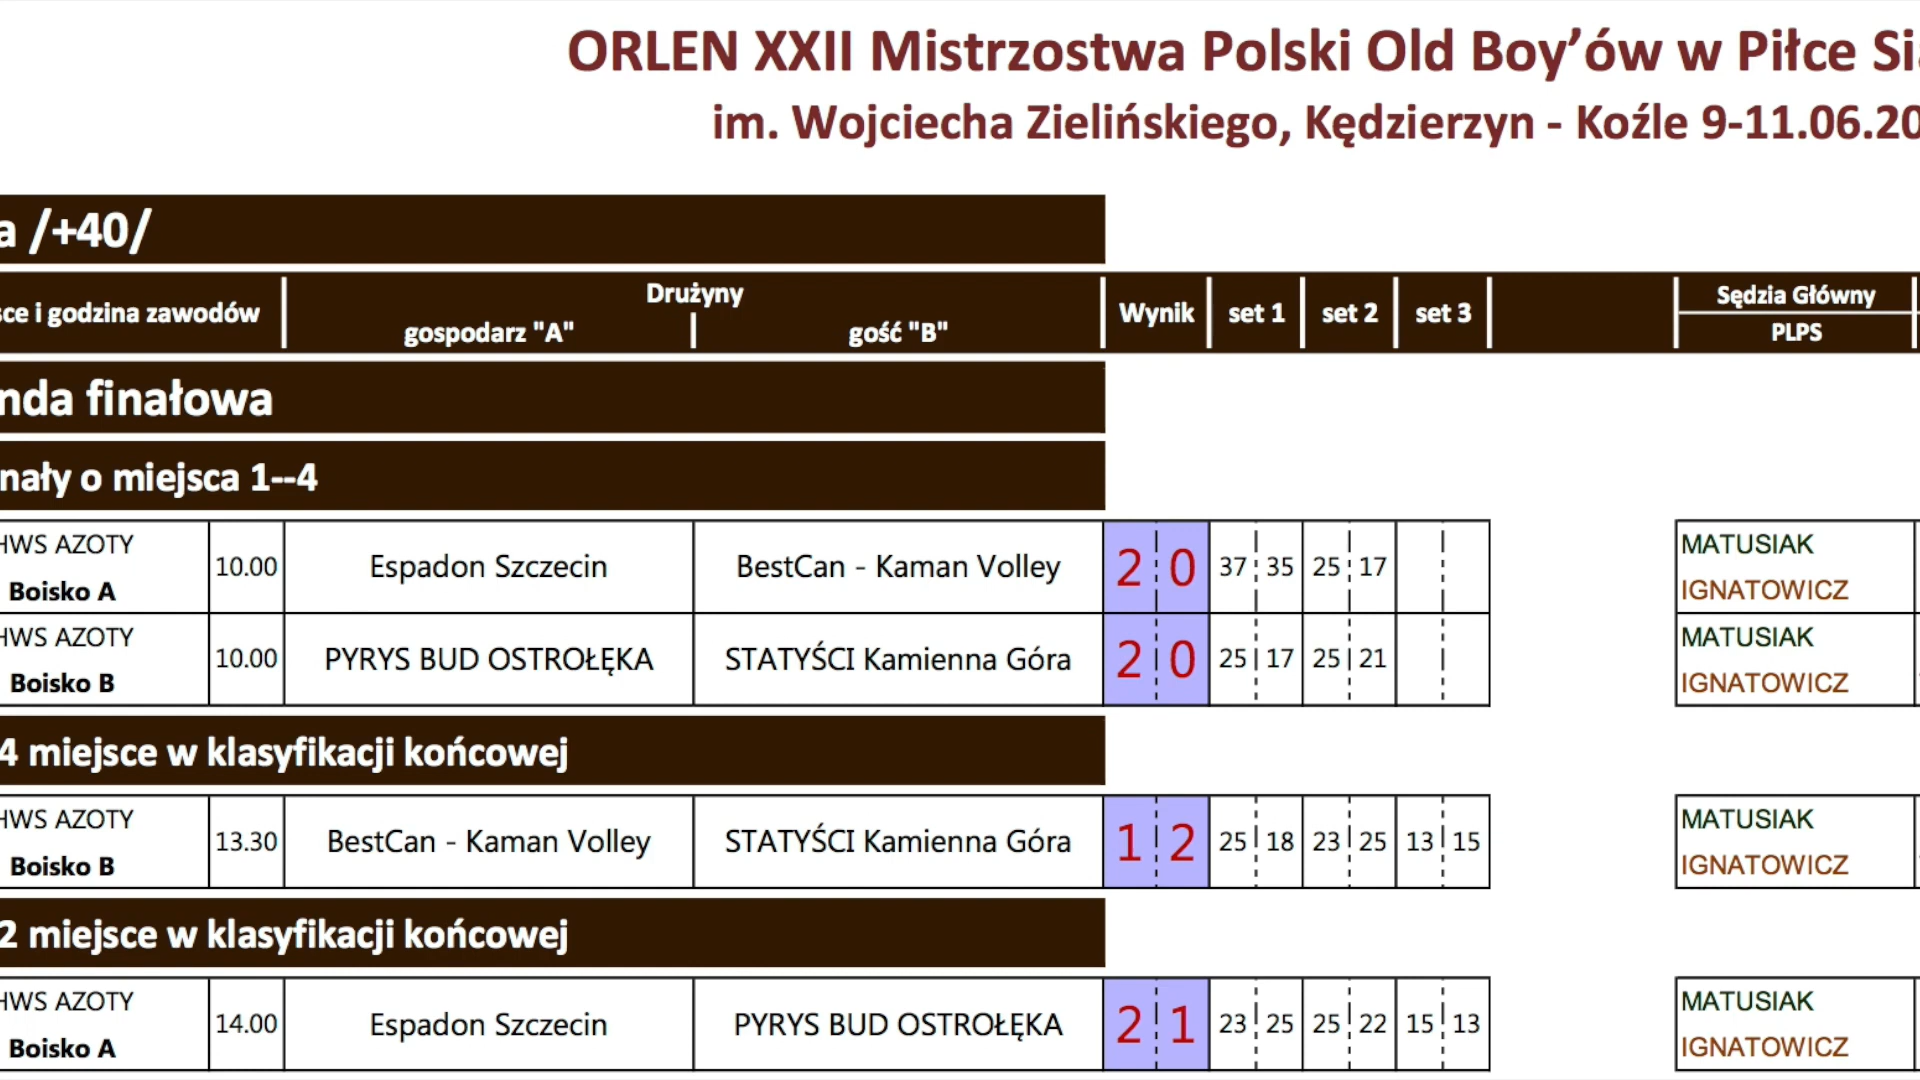 ORLEN XXII Mistrzostwa Polski Old Boy’ów w Piłce
im. Wojciecha Zielińskiego, Kędzierzyn - Koźle 9-11.06.20
a /+40/
ce i godzina zawodów Drużyny gospodarz "A" gość "B" Wynik set 1 set 2 set 3 Sędzia Główny PLPS
nda finałowa
nały o miejsca 1--4
HWS AZOTY Boisko A 10.00 Espadon Szczecin BestCan - Kaman Volley 2 0 37 35 25 17 MATUSIAK IGNATOWICZ
HWS AZOTY Boisko B 10.00 PYRYS BUD OSTROŁĘKA STATYŚCI Kamienna Góra 2 0 25 17 25 21 MATUSIAK IGNATOWICZ
4 miejsce w klasyfikacji końcowej
HWS AZOTY Boisko B 13.30 BestCan - Kaman Volley STATYŚCI Kamienna Góra 1 2 25 18 23 25 13 15 MATUSIAK IGNATOWICZ
2 miejsce w klasyfikacji końcowej
HWS AZOTY Boisko A 14.00 Espadon Szczecin PYRYS BUD OSTROŁĘKA 2 1 23 25 25 22 15 13 MATUSIAK IGNATOWICZ